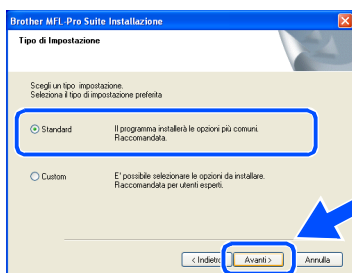 Brother MFL-Pro Suite Installazione
Tipo di Impostazione
Scegli un tipo impostazione.
Seleziona il tipo di impostazione preferita
Standard Il programma installerà le opzioni più comuni.
Raccomandata.
Custom E' possibile selezionare le opzioni da installare.
Raccomandata per utenti esperti.
< Indietro Avanti > Annulla